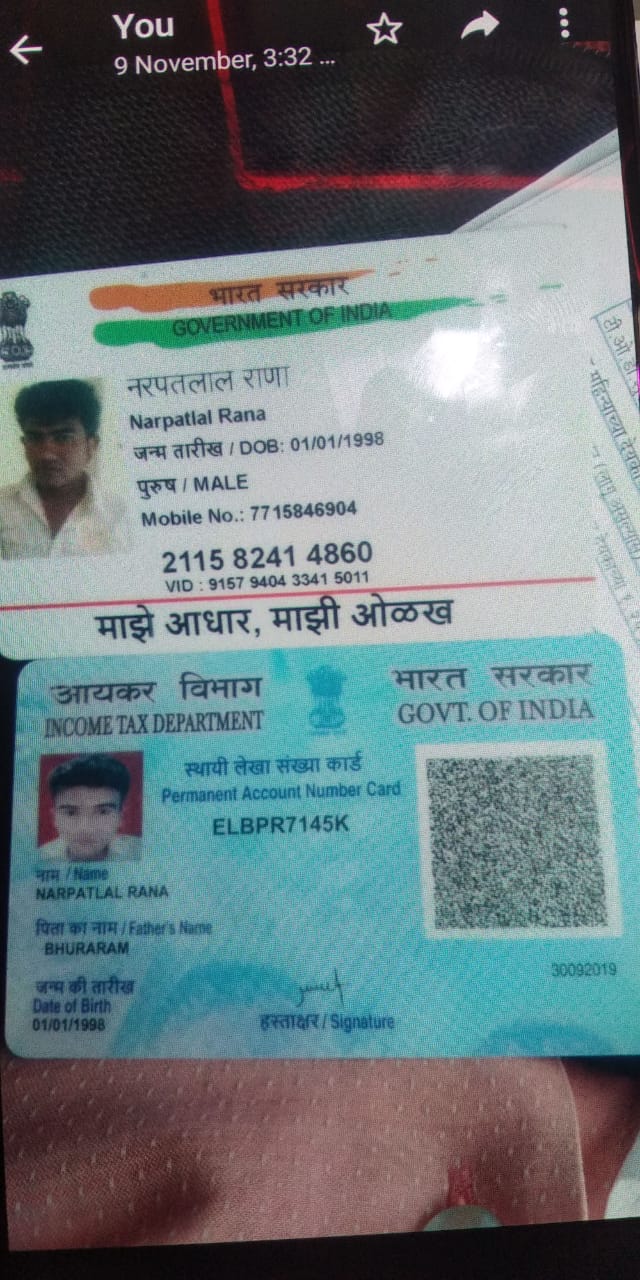 You
9 November, 3:32 ...
भारत सरकार
GOVERNMENT OF INDIA
नरपतलाल राणा
Narpatlal Rana
जन्म तारीख / DOB: 01/01/1998
पुरुष / MALE
Mobile No.: 7715846904
2115 8241 4860
VID : 9157 9404 3341 5011
माझे आधार, माझी ओळख
आयकर विभाग
INCOME TAX DEPARTMENT
भारत सरकार
GOVT. OF INDIA
स्थायी लेखा संख्या कार्ड
Permanent Account Number Card
ELBPR7145K
नाम / Name
NARPATLAL RANA
पिता का नाम / Father's Name
BHURARAM
जन्म की तारीख
Date of Birth
01/01/1998
हस्ताक्षर / Signature
30092019